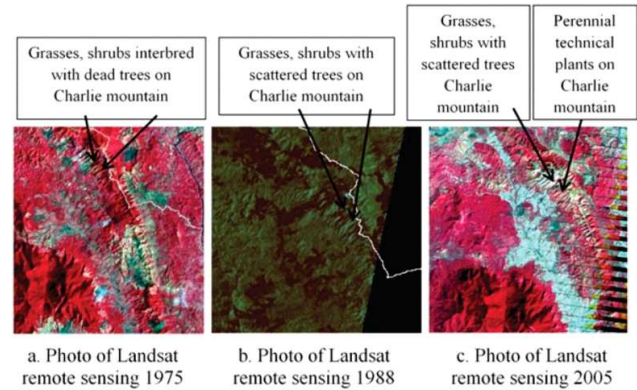 Grasses, shrubs interbred
with dead trees on
Charlie mountain
Grasses, shrubs with
scattered trees on
Charlie mountain
Grasses,
shrubs with
scattered trees
Charlie
mountain
Perennial
technical
plants on
Charlie
mountain
a. Photo of Landsat
remote sensing 1975
b. Photo of Landsat
remote sensing 1988
c. Photo of Landsat
remote sensing 2005